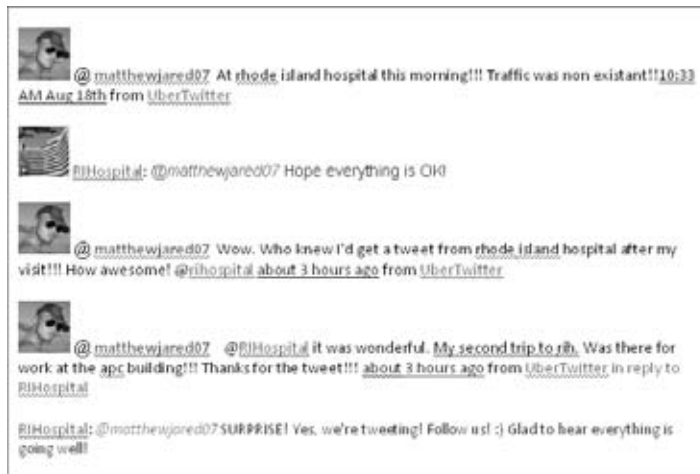 @ matthewjared07 At rhode island hospital this morning!!! Traffic was non existant!!10:33
AM Aug 18th from UberTwitter
RIHospital: @matthewjared07 Hope everything is OK!
@ matthewjared07 Wow. Who knew I'd get a tweet from rhode island hospital after my
visit!!! How awesome! @rihospital about 3 hours ago from UberTwitter
@ matthewjared07 @RIHospital it was wonderful. My second trip to rih. Was there for
work at the apc building!!! Thanks for the tweet!!! about 3 hours ago from UberTwitter in reply to
RIHospital
RIHospital: @matthewjared07 SURPRISE! Yes, we're tweeting! Follow us! :) Glad to hear everything is
going well!